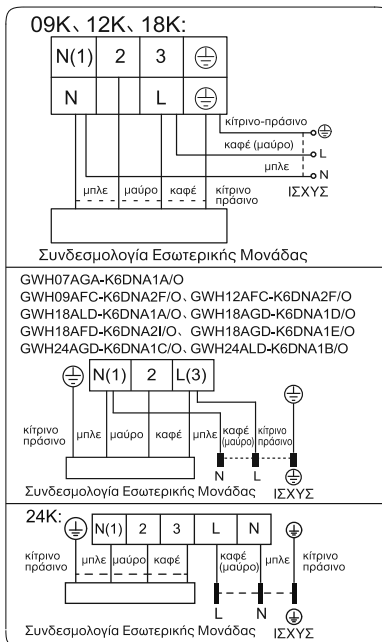 09K、12K、18K:
N(1) 2 3
N L
κίτρινο-πράσινο
καφέ (μαύρο) L
μπλε N
μπλε μαύρο καφέ κίτρινο πράσινο ΙΣΧΥΣ
Συνδεσμολογία Εσωτερικής Μονάδας
GWH07AGA-K6DNA1A/O
GWH09AFC-K6DNA2F/O、GWH12AFC-K6DNA2F/O
GWH18ALD-K6DNA1A/O、GWH18AGD-K6DNA1D/O
GWH18AFD-K6DNA2I/O、GWH18AGD-K6DNA1E/O
GWH24AGD-K6DNA1C/O、GWH24ALD-K6DNA1B/O
N(1) 2 L(3)
κίτρινο πράσινο μπλε μαύρο καφέ μπλε καφέ (μαύρο) κίτρινο πράσινο
N L
Συνδεσμολογία Εσωτερικής Μονάδας ΙΣΧΥΣ
24K:
N(1) 2 3 L N
κίτρινο πράσινο μπλε μαύρο καφέ καφέ (μαύρο) μπλε κίτρινο πράσινο
L N
Συνδεσμολογία Εσωτερικής Μονάδας ΙΣΧΥΣ